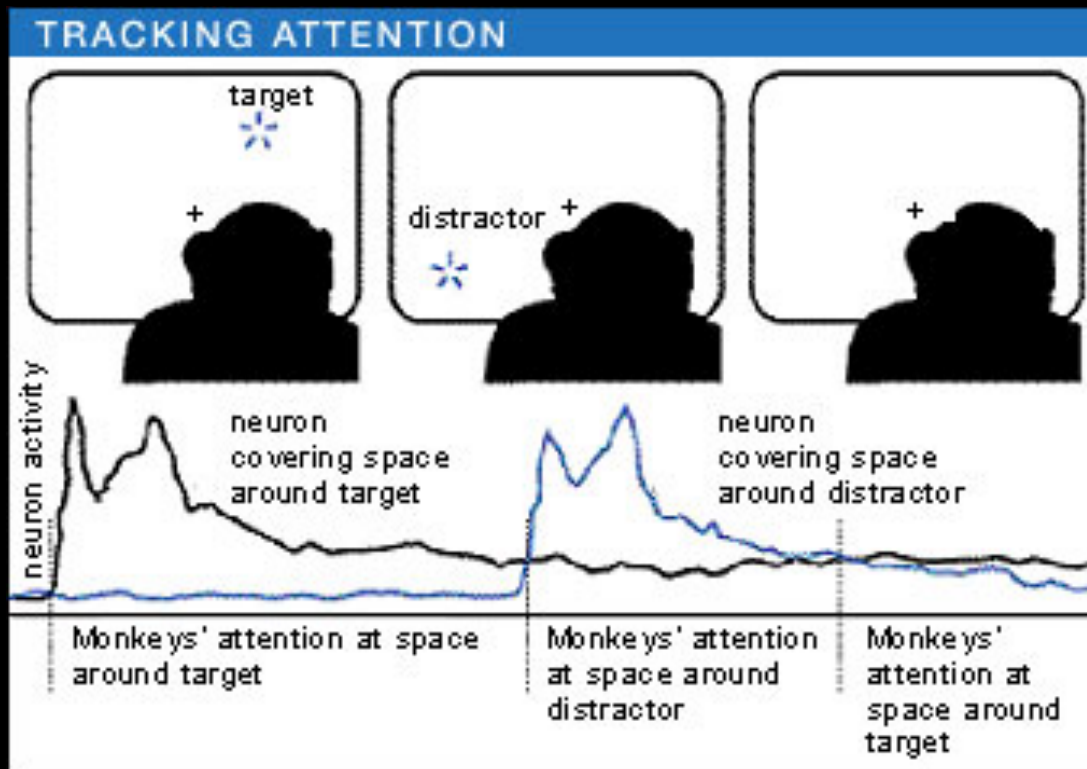 TRACKING ATTENTION
target
+
distractor
+
+
neuron activity
neuron
covering space
around target
neuron
covering space
around distractor
Monkeys' attention at space
around target
Monkeys' attention
at space around
distractor
Monkeys'
attention at
space around
target